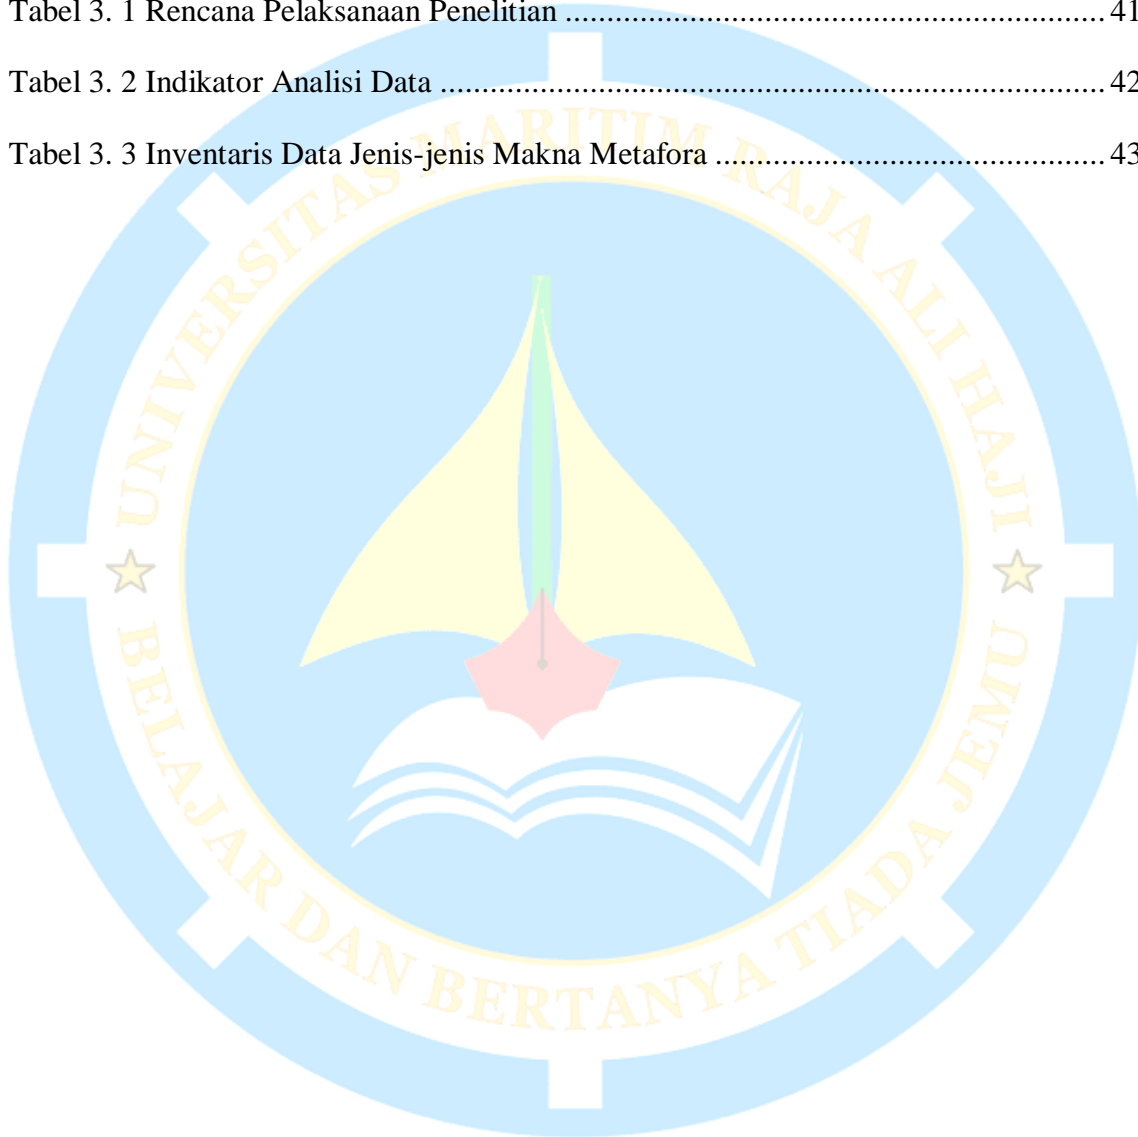 Tabel 3. 1 Rencana Pelaksanaan Penelitian .................................................................... 41
Tabel 3. 2 Indikator Analisi Data .................................................................................... 42
Tabel 3. 3 Inventaris Data Jenis-jenis Makna Metafora ................................................. 43
UNIVERSITAS MARITIM RAJA ALI HAJI
BELAJAR DAN BERTANYA TIADA JEMU